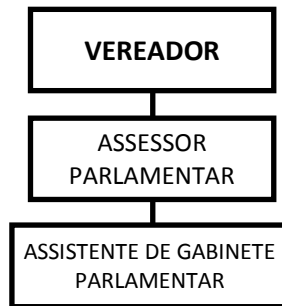 VEREADOR
ASSESSOR
PARLAMENTAR
ASSISTENTE DE GABINETE
PARLAMENTAR